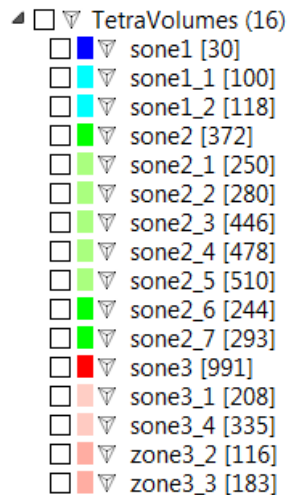 TetraVolumes (16)
sone1 [30]
sone1_1 [100]
sone1_2 [118]
sone2 [372]
sone2_1 [250]
sone2_2 [280]
sone2_3 [446]
sone2_4 [478]
sone2_5 [510]
sone2_6 [244]
sone2_7 [293]
sone3 [991]
sone3_1 [208]
sone3_4 [335]
zone3_2 [116]
zone3_3 [183]